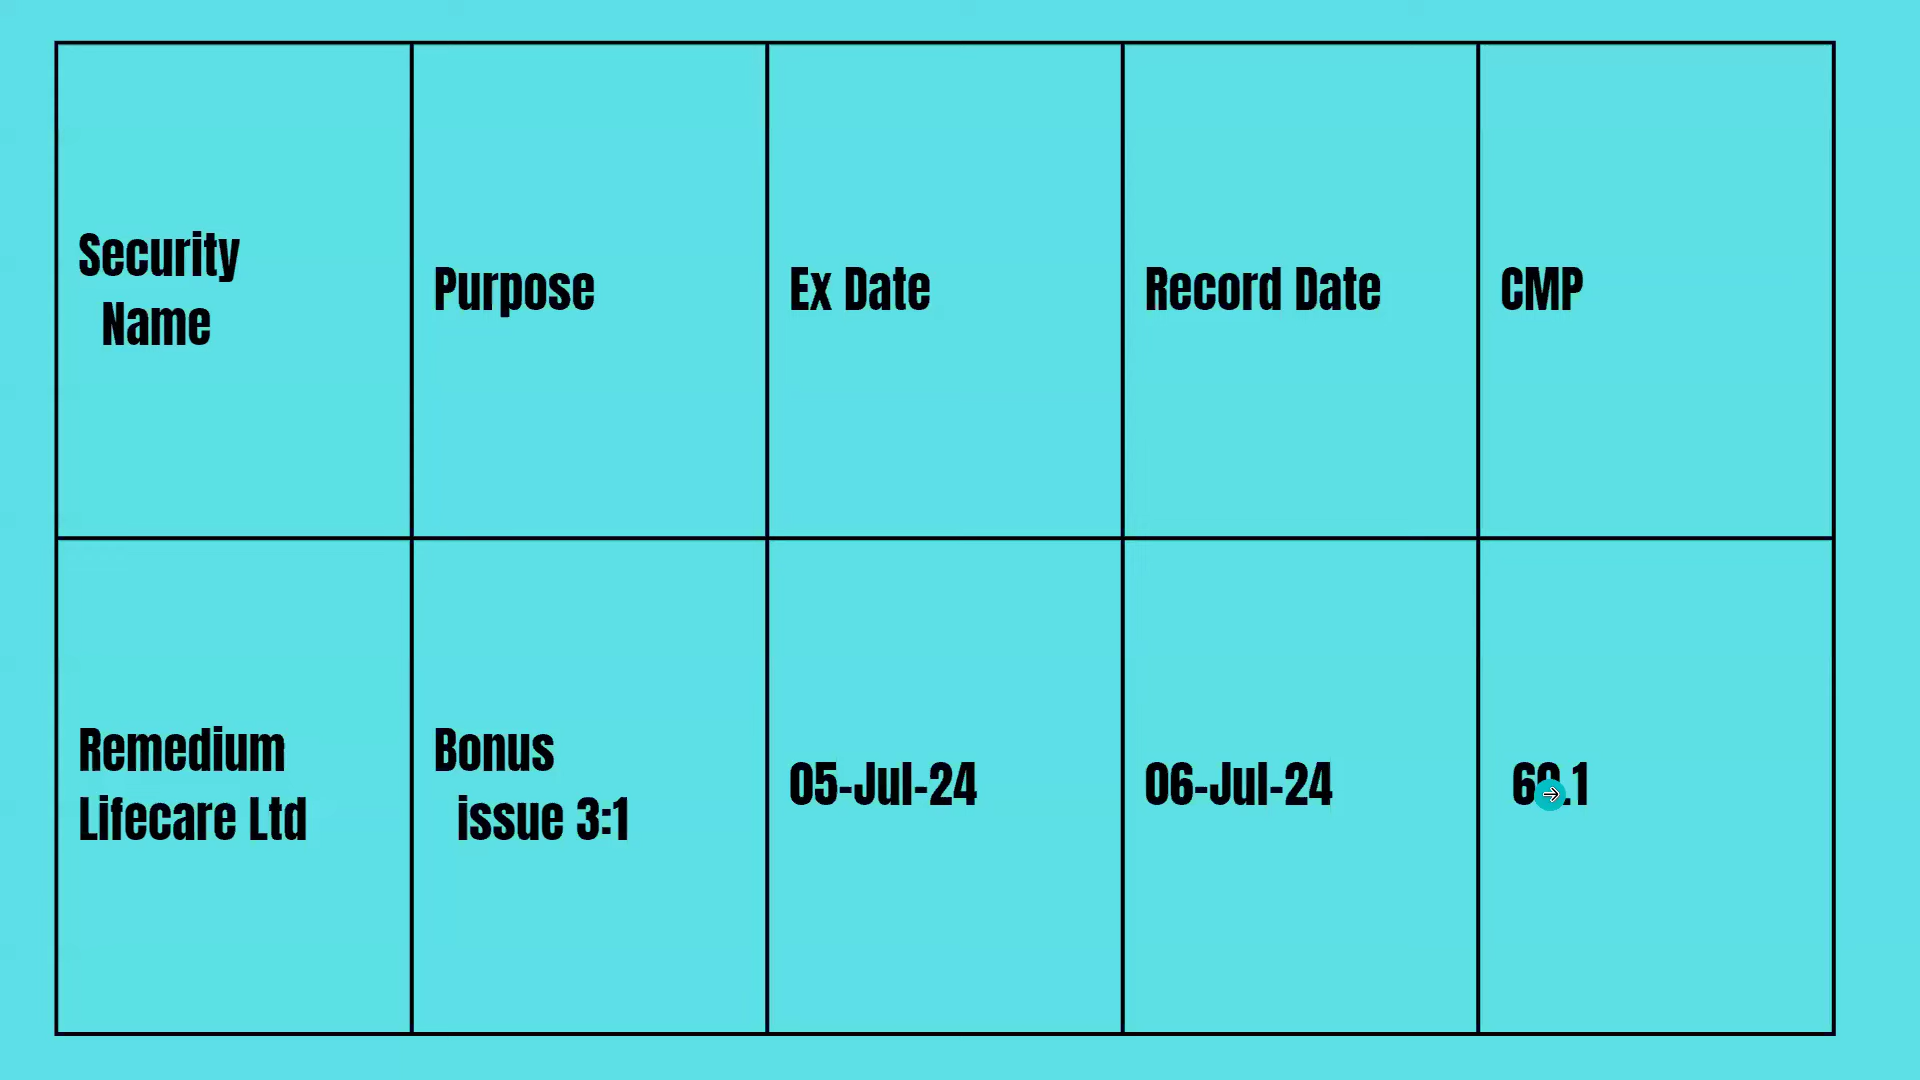 Security
Name
Purpose
Ex Date
Record Date
CMP
Remedium
Lifecare Ltd
Bonus
issue 3:1
05-Jul-24
06-Jul-24